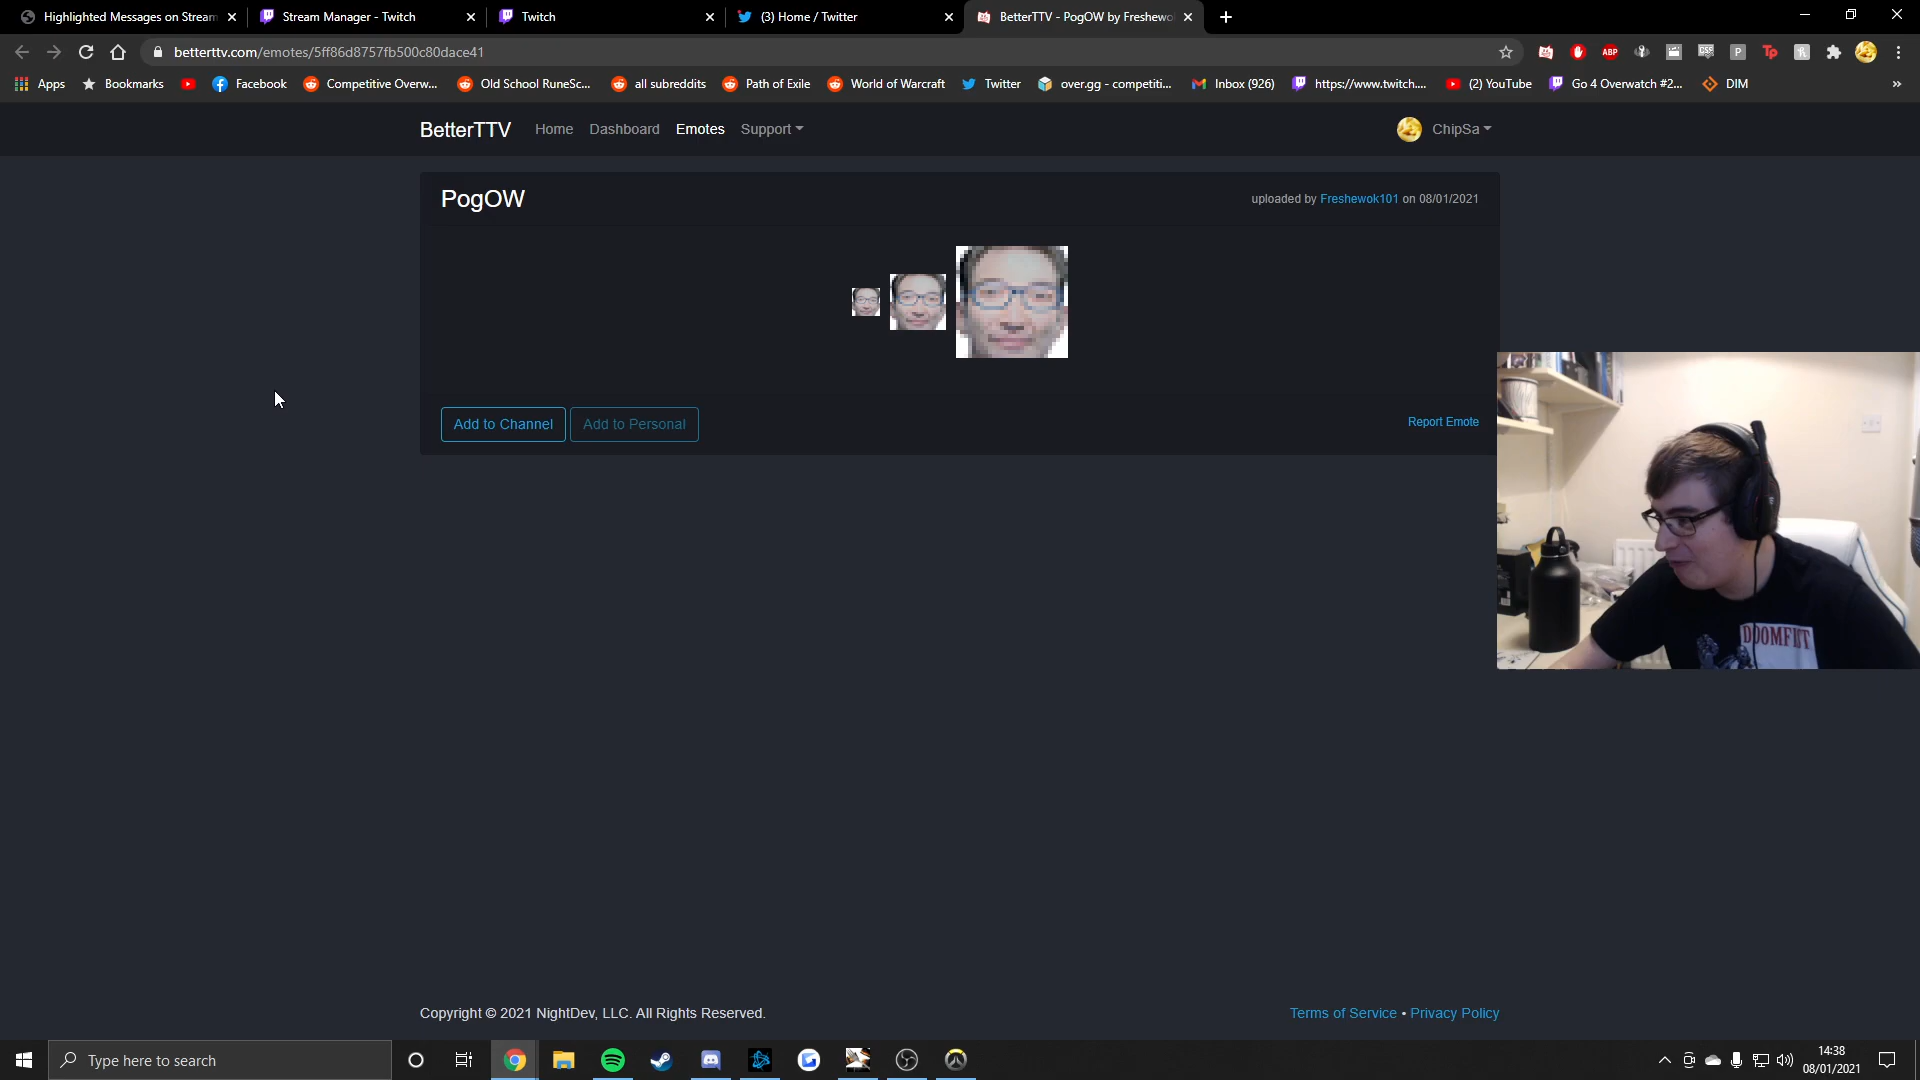 Highlighted Messages on Stream
Stream Manager - Twitch
Twitch
(3) Home / Twitter
BetterTTV - PogOW by Freshewo
betterttv.com/emotes/5ff86d8757fb500c80dace41
ABP
Apps
Bookmarks
Facebook
Competitive Overw...
Old School RuneSc...
all subreddits
Path of Exile
World of Warcraft
Twitter
over.gg - competiti...
Inbox (926)
https://www.twitch....
(2) YouTube
Go 4 Overwatch #2...
DIM
»
BetterTTV
Home
Dashboard
Emotes
Support
ChipSa
PogOW
uploaded by Freshewok101 on 08/01/2021
Add to Channel
Add to Personal
Report Emote
DOOMFIST
Copyright © 2021 NightDev, LLC. All Rights Reserved.
Terms of Service • Privacy Policy
Type here to search
14:38
08/01/2021